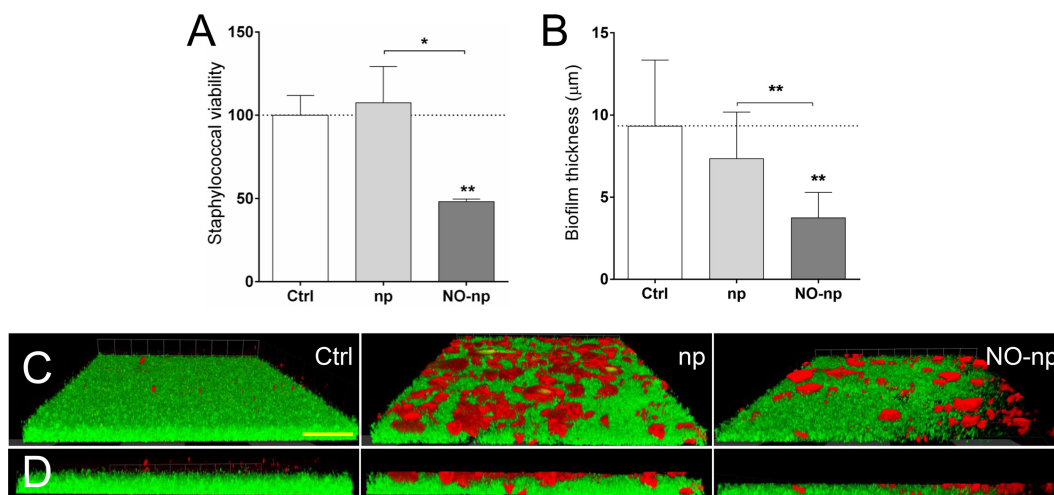 A
Staphylococcal viability
150
100
50
0
*
**
Ctrl
np
NO-np
B
Biofilm thickness (μm)
15
10
5
0
**
**
Ctrl
np
NO-np
C
Ctrl
np
NO-np
D